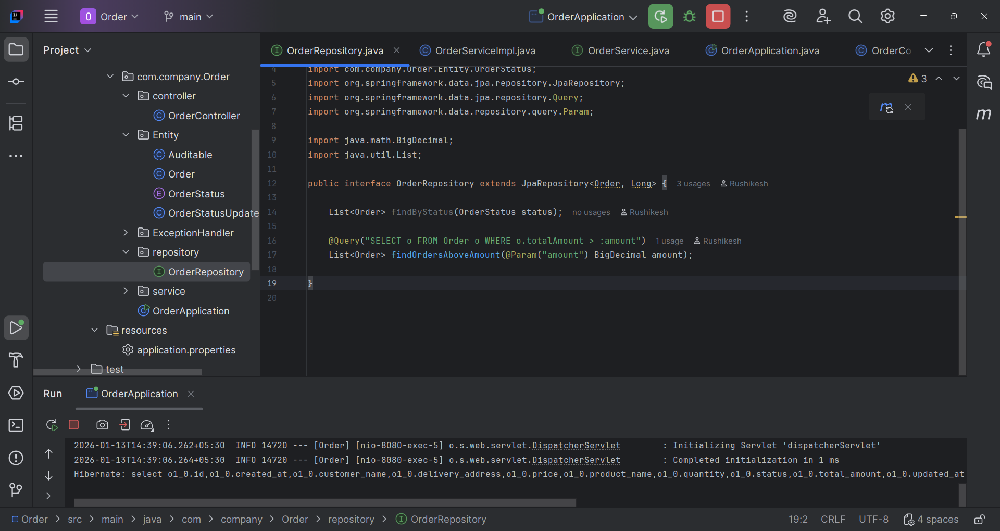 O Order main OrderApplication
Project
com.company.Order
controller
OrderController
Entity
Auditable
Order
OrderStatus
OrderStatusUpdate
ExceptionHandler
repository
OrderRepository
service
OrderApplication
resources
application.properties
test
OrderRepository.java OrderServiceImpl.java OrderService.java OrderApplication.java OrderCo
3
4 import com.company.Order.Entity.OrderStatus;
5 import org.springframework.data.jpa.repository.JpaRepository;
6 import org.springframework.data.jpa.repository.Query;
7 import org.springframework.data.repository.query.Param;
8
9 import java.math.BigDecimal;
10 import java.util.List;
11
12 public interface OrderRepository extends JpaRepository<Order, Long> { 3 usages Rushikesh
13
14 List<Order> findByStatus(OrderStatus status); no usages Rushikesh
15
16 @Query("SELECT o FROM Order o WHERE o.totalAmount > :amount") 1 usage Rushikesh
17 List<Order> findOrdersAboveAmount(@Param("amount") BigDecimal amount);
18
19 }
20
Run OrderApplication
2026-01-13T14:39:06.262+05:30 INFO 14720 --- [Order] [nio-8080-exec-5] o.s.web.servlet.DispatcherServlet : Initializing Servlet 'dispatcherServlet'
2026-01-13T14:39:06.264+05:30 INFO 14720 --- [Order] [nio-8080-exec-5] o.s.web.servlet.DispatcherServlet : Completed initialization in 1 ms
Hibernate: select o1_0.id,o1_0.created_at,o1_0.customer_name,o1_0.delivery_address,o1_0.price,o1_0.product_name,o1_0.quantity,o1_0.status,o1_0.total_amount,o1_0.updated_at
Order > src > main > java > com > company > Order > repository > OrderRepository 19:2 CRLF UTF-8 4 spaces